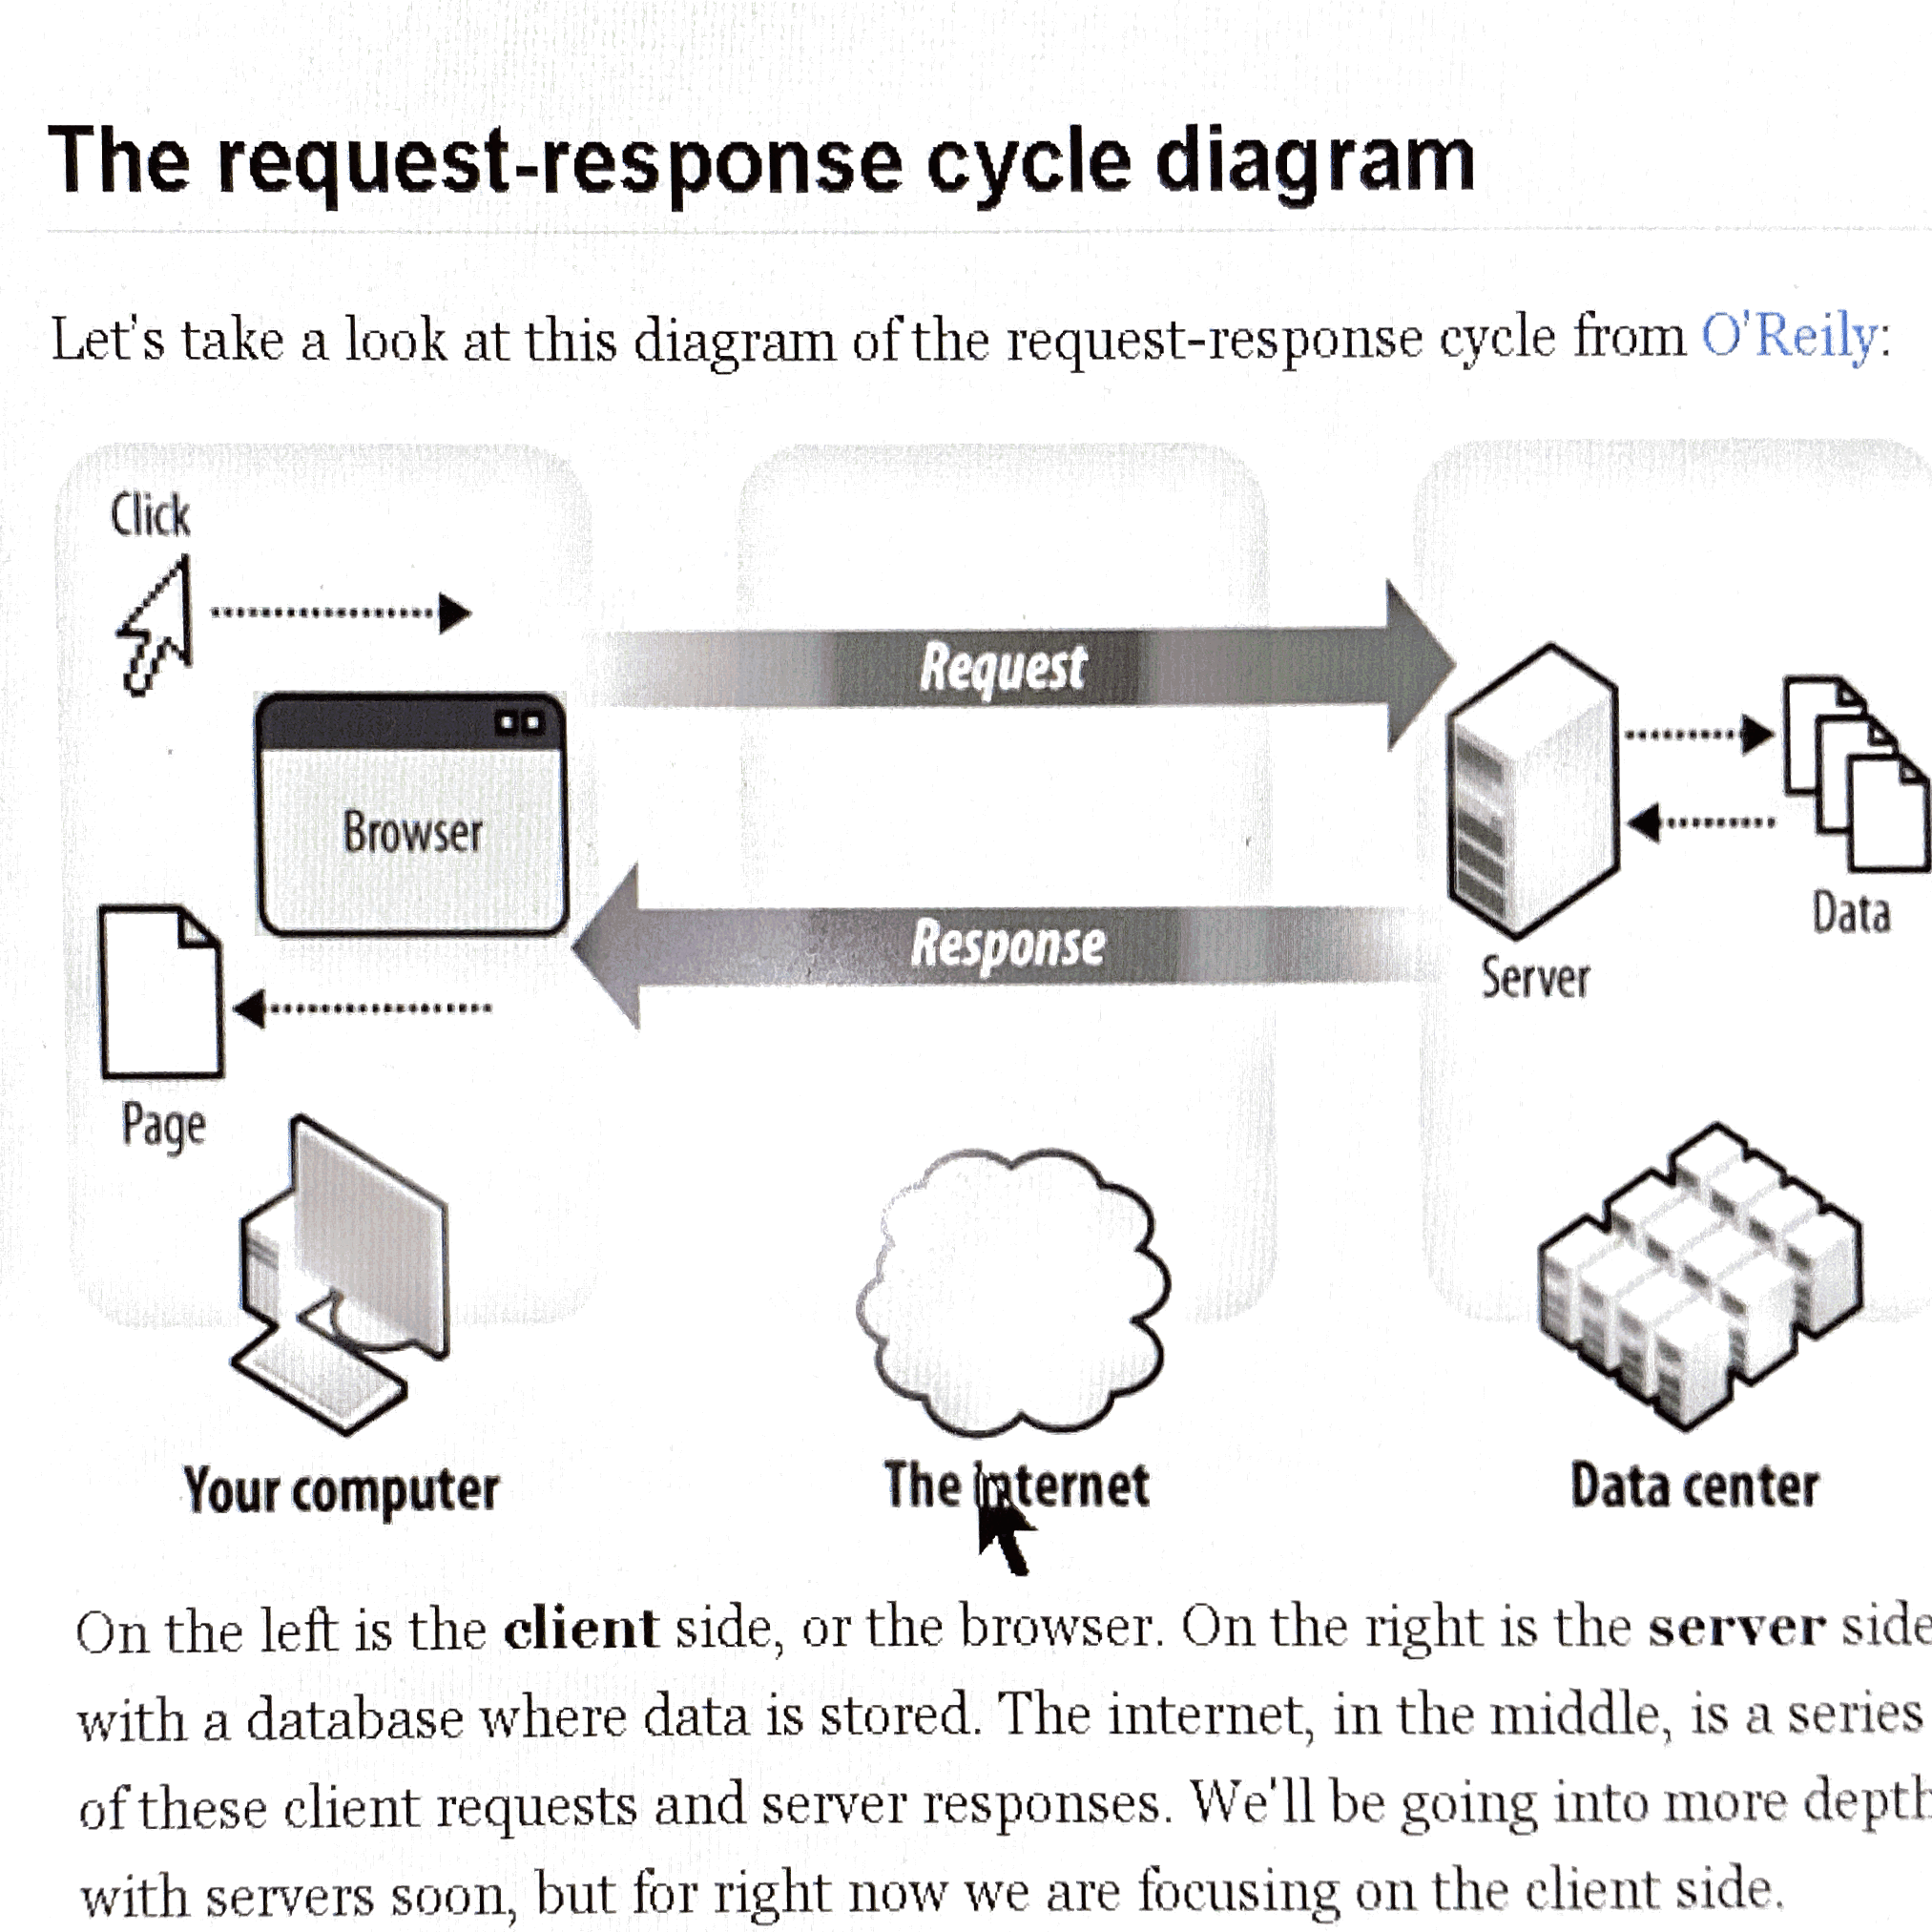 The request-response cycle diagram
Let's take a look at this diagram of the request-response cycle from O'Reily:
Click
Request
Browser
Data
Response
Server
Page
Your computer
The Internet
Data center
On the left is the client side, or the browser. On the right is the server side
with a database where data is stored. The internet, in the middle, is a series
of these client requests and server responses. We'll be going into more depth
with servers soon, but for right now we are focusing on the client side.